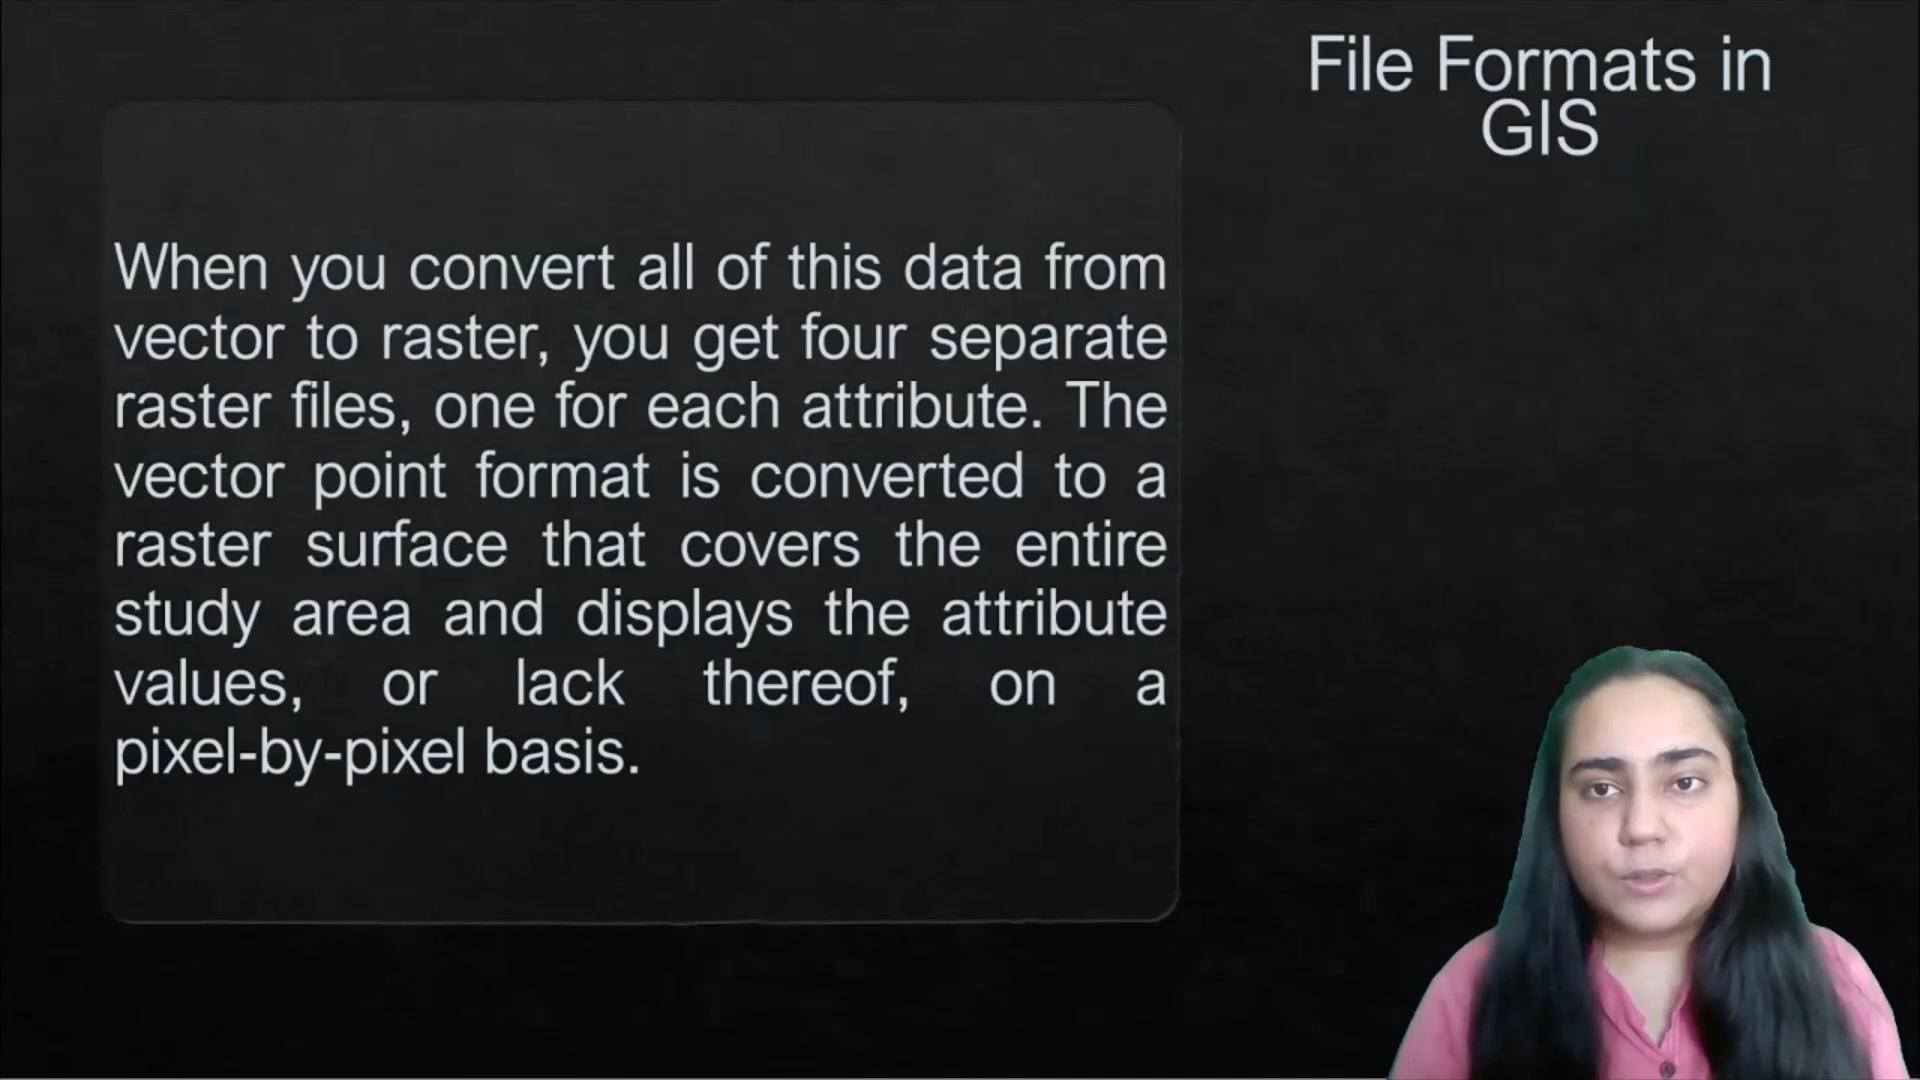 File Formats in
GIS
When you convert all of this data from
vector to raster, you get four separate
raster files, one for each attribute. The
vector point format is converted to a
raster surface that covers the entire
study area and displays the attribute
values, or lack thereof, on a
pixel-by-pixel basis.